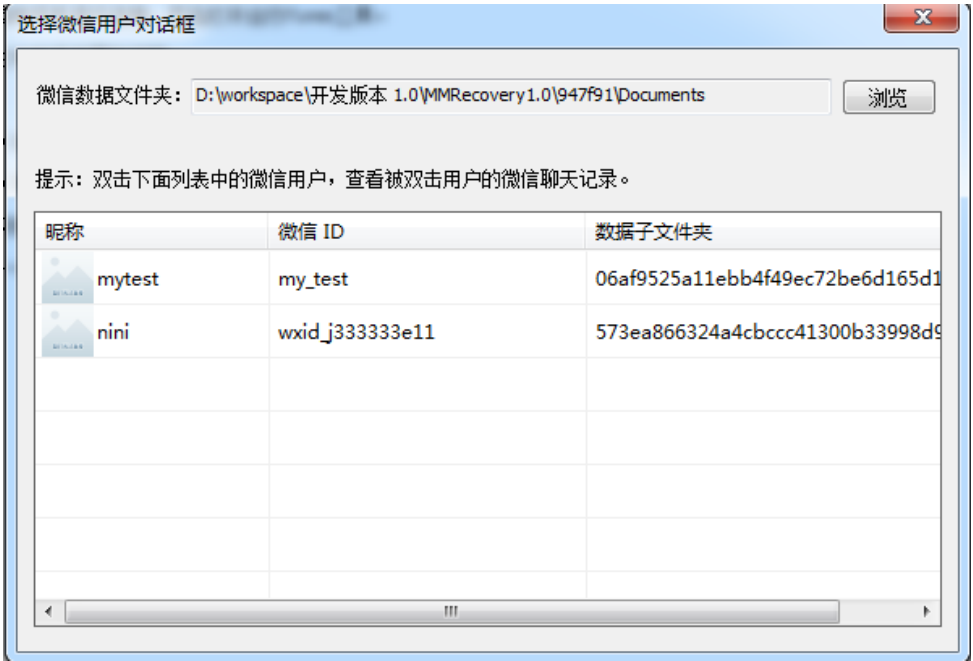 选择微信用户对话框
微信数据文件夹： D:\workspace\开发版本 1.0\MMRecovery1.0\947f91\Documents 浏览
提示：双击下面列表中的微信用户，查看被双击用户的微信聊天记录。
昵称 微信 ID 数据子文件夹
mytest my_test 06af9525a11ebb4f49ec72be6d165d1
nini wxid_j333333e11 573ea866324a4cbccc41300b33998d9